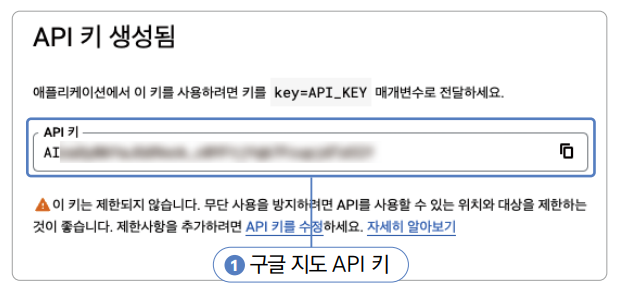 API 키 생성됨
애플리케이션에서 이 키를 사용하려면 키를 key=API_KEY 매개변수로 전달하세요.
API 키
AI
이 키는 제한되지 않습니다. 무단 사용을 방지하려면 API를 사용할 수 있는 위치와 대상을 제한하는
것이 좋습니다. 제한사항을 추가하려면 API 키를 수정하세요. 자세히 알아보기
1 구글 지도 API 키